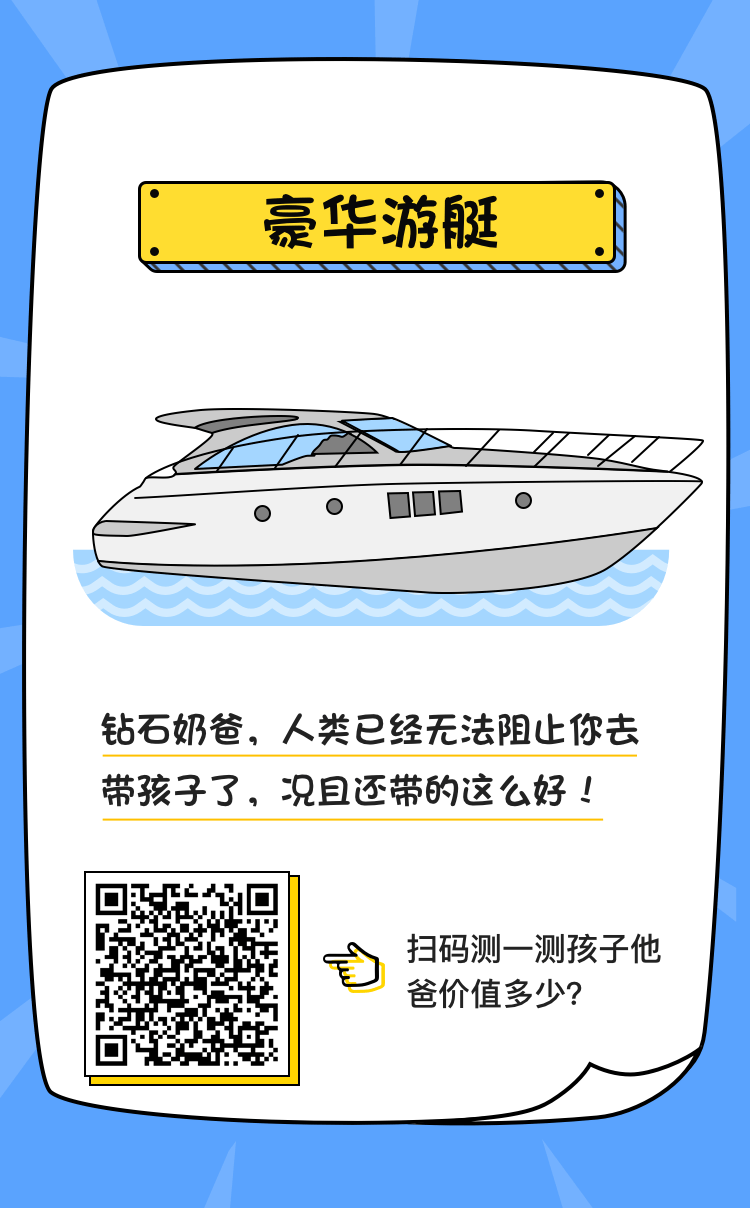 豪华游艇
钻石奶爸，人类已经无法阻止你去
带孩子了，况且还带的这么好！
扫码测一测孩子他
爸价值多少？